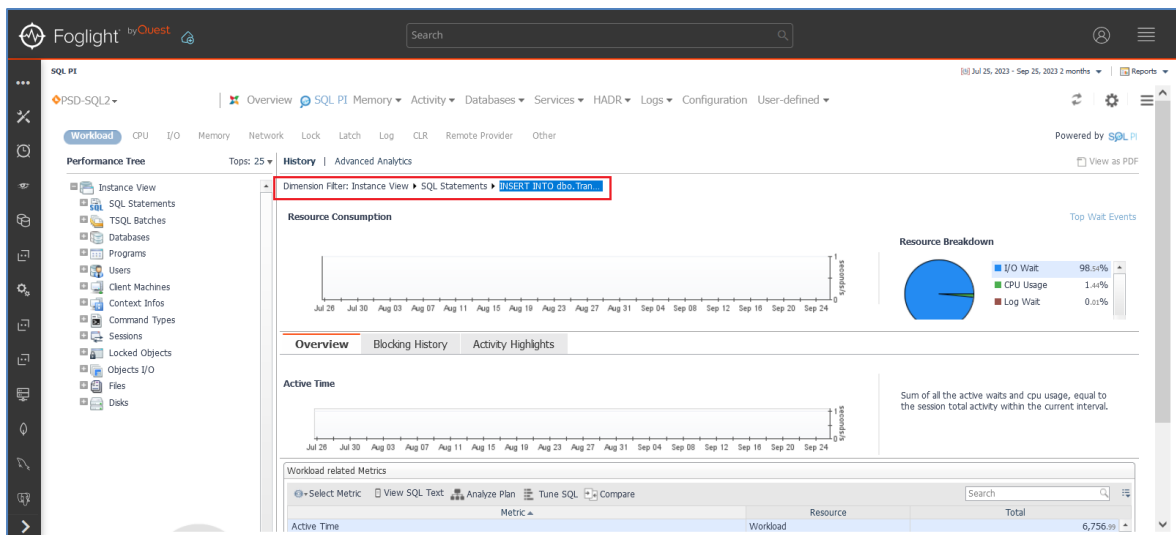 Foglight by Quest
Search
SQL PI
Jul 25, 2023 - Sep 25, 2023 2 months
Reports
PSD-SQL2
Overview SQL PI Memory Activity Databases Services HADR Logs Configuration User-defined
Workload CPU I/O Memory Network Lock Latch Log CLR Remote Provider Other
Powered by SQL PI
Performance Tree
Tops: 25
History | Advanced Analytics
View as PDF
Instance View
SQL Statements
TSQL Batches
Databases
Programs
Users
Client Machines
Context Infos
Command Types
Sessions
Locked Objects
Objects I/O
Files
Disks
Dimension Filter: Instance View SQL Statements INSERT INTO dbo.Tran...
Resource Consumption
Top Wait Events
1
seconds/s
0
Jul 26 Jul 30 Aug 03 Aug 07 Aug 11 Aug 15 Aug 19 Aug 23 Aug 27 Aug 31 Sep 04 Sep 08 Sep 12 Sep 16 Sep 20 Sep 24
Resource Breakdown
I/O Wait 98.54%
CPU Usage 1.44%
Log Wait 0.01%
Overview Blocking History Activity Highlights
Active Time
1
seconds/s
0
Jul 26 Jul 30 Aug 03 Aug 07 Aug 11 Aug 15 Aug 19 Aug 23 Aug 27 Aug 31 Sep 04 Sep 08 Sep 12 Sep 16 Sep 20 Sep 24
Sum of all the active waits and cpu usage, equal to
the session total activity within the current interval.
Workload related Metrics
Select Metric View SQL Text Analyze Plan Tune SQL Compare
Search
Metric Resource Total
Active Time Workload 6,756.99